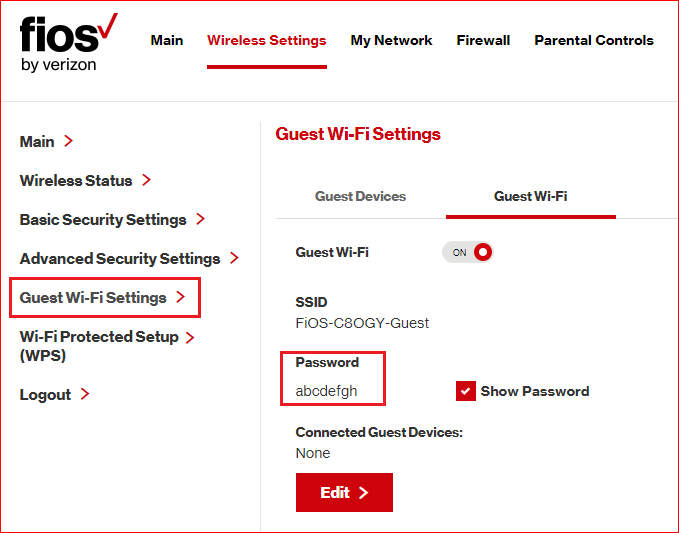 fios
by verizon
Main
Wireless Settings
My Network
Firewall
Parental Controls
Main
Wireless Status
Basic Security Settings
Advanced Security Settings
Guest Wi-Fi Settings
Wi-Fi Protected Setup
(WPS)
Logout
Guest Wi-Fi Settings
Guest Devices
Guest Wi-Fi
Guest Wi-Fi
ON
SSID
FiOS-C8OGY-Guest
Password
abcdefgh
Show Password
Connected Guest Devices:
None
Edit